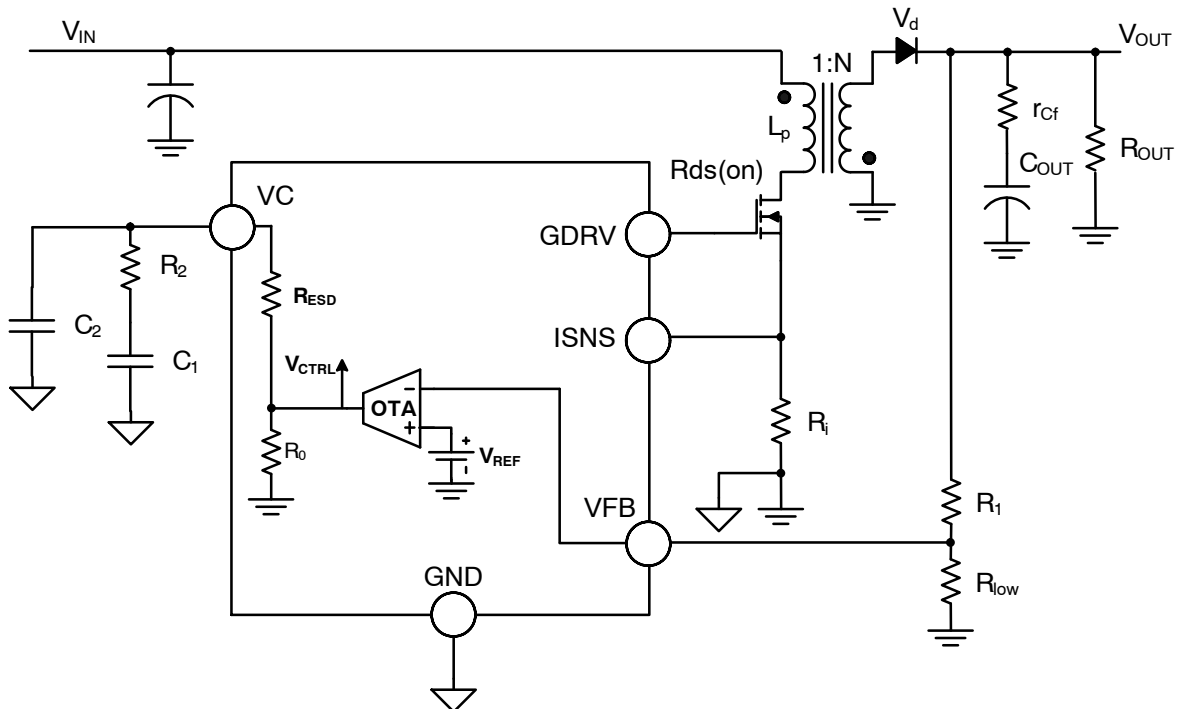 V_IN
V_d
V_OUT
1:N
L_p
r_Cf
C_OUT
R_OUT
Rds(on)
VC
GDRV
R_2
R_ESD
C_2
C_1
ISNS
V_CTRL
OTA
−
+
R_0
+
-
V_REF
R_i
VFB
R_1
GND
R_low